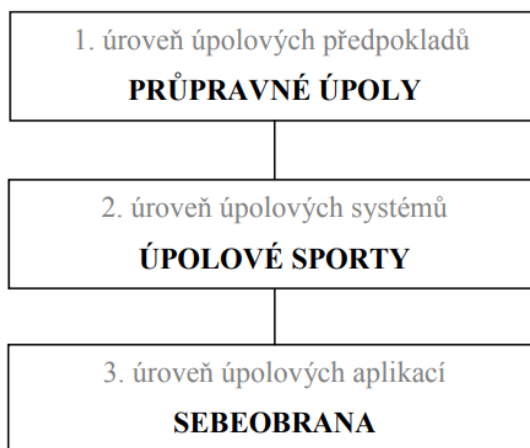 1. úroveň úpolových předpokladů
PRŮPRAVNÉ ÚPOLY
2. úroveň úpolových systémů
ÚPOLOVÉ SPORTY
3. úroveň úpolových aplikací
SEBEOBRANA